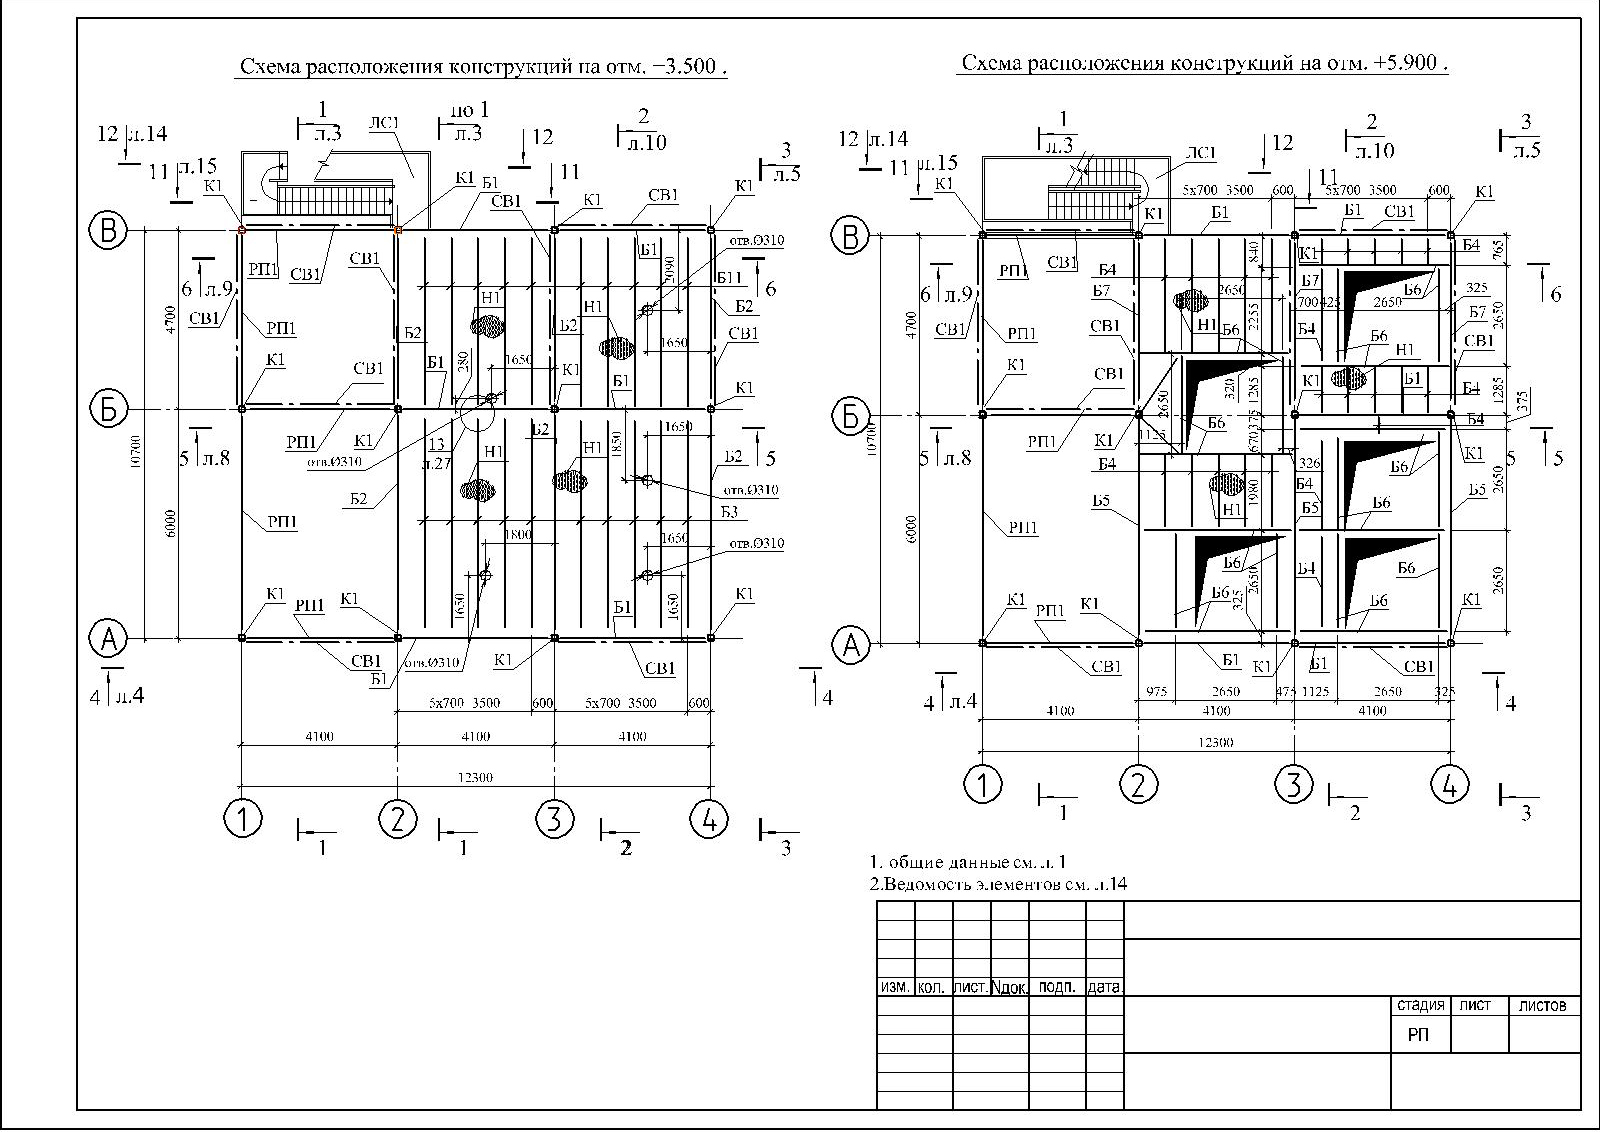 Схема расположения конструкций на отм. −3.500 .
1
л.3
по 1
л.3
ЛС1
12
л.14
12
2
л.10
3
л.5
11
л.15
11
К1
К1
Б1
СВ1
К1
СВ1
К1
В
отв.Ø310
РП1
СВ1
СВ1
Б1
2090
Б11
6
л.9
6
Н1
Н1
Б2
СВ1
4700
РП1
Б2
Б2
СВ1
1650
1650
280
К1
СВ1
Б1
К1
Б1
К1
Б
РП1
К1
Б2
1850
1650
13
л.27
отв.Ø310
Н1
Н1
5
л.8
5
Б2
10700
Б2
отв.Ø310
6000
РП1
Б3
1800
1650
отв.Ø310
К1
РП1
К1
1650
Б1
1650
К1
А
СВ1
отв.Ø310
К1
СВ1
Б1
4
л.4
4
5х700
3500
600
5х700
3500
600
4100
4100
4100
12300
1
2
3
4
1
1
2
3
Схема расположения конструкций на отм. +5.900 .
1
л.3
ЛС1
12
л.14
12
2
л.10
3
л.5
11
л.15
11
К1
5х700
3500
600
5х700
3500
600
К1
К1
Б1
Б1
СВ1
В
РП1
СВ1
840
К1
Б4
765
Б4
Б7
2650
Б7
Б6
325
6
л.9
6
700
425
2650
Н1
2255
Б7
2650
4700
СВ1
РП1
СВ1
Б6
Б4
Б6
Н1
СВ1
К1
СВ1
2650
320
1285
К1
Б1
Б4
1285
375
Б
Б4
РП1
К1
1125
Б6
375
670
К1
Б6
5
л.8
5
5
Б4
326
2650
10700
Б5
Н1
1980
Б4
Б5
Б6
Б5
6000
РП1
Б6
2650
Б4
Б6
2650
К1
РП1
К1
Б6
325
Б6
К1
А
СВ1
Б1
К1
Б1
СВ1
4
л.4
4
975
2650
475
1125
2650
325
4100
4100
4100
12300
1
2
3
4
1
2
3
1. общие данные см. л. 1
2.Ведомость элементов см. л.14
изм.
кол.
лист.
Nдок.
подп.
дата.
стадия
лист
листов
РП